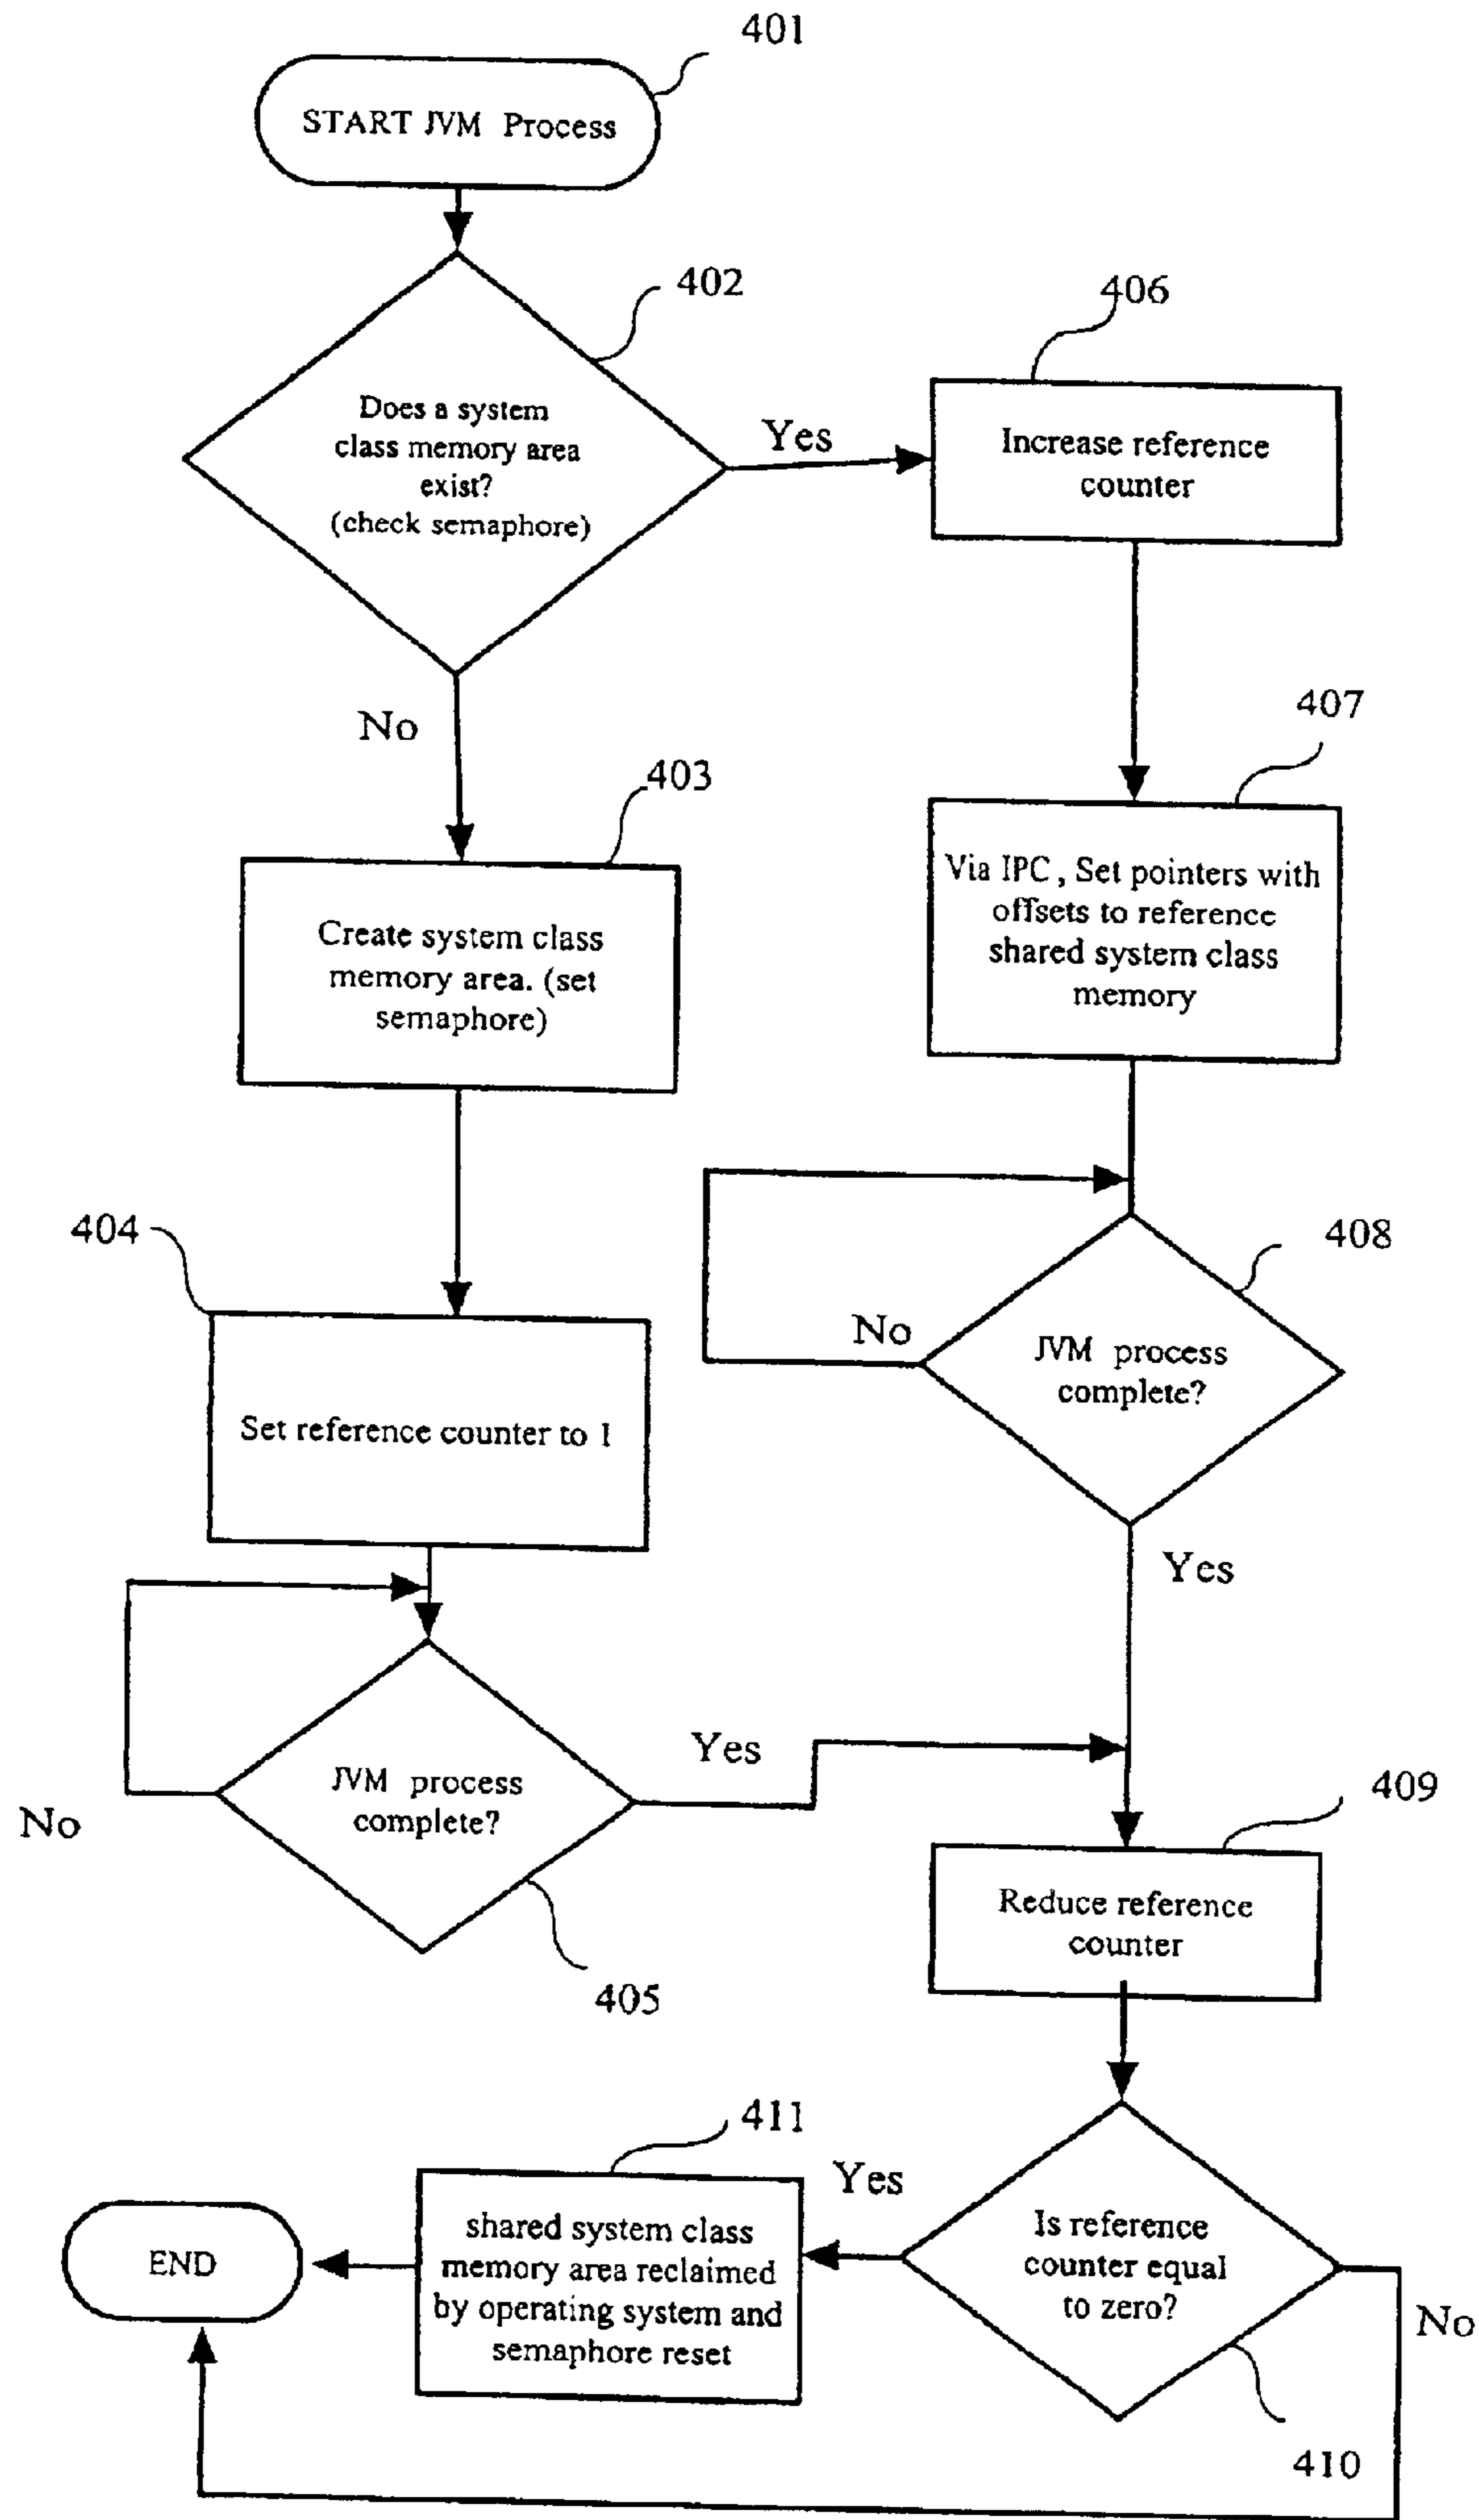 401
START JVM Process
402
Does a system
class memory area
exist?
(check semaphore)
Yes
406
Increase reference
counter
No
403
Create system class
memory area. (set
semaphore)
407
Via IPC, Set pointers with
offsets to reference
shared system class
memory
404
Set reference counter to 1
408
No
JVM process
complete?
Yes
No
JVM process
complete?
Yes
405
409
Reduce reference
counter
411
Yes
Is reference
counter equal
to zero?
No
410
shared system class
memory area reclaimed
by operating system and
semaphore reset
END